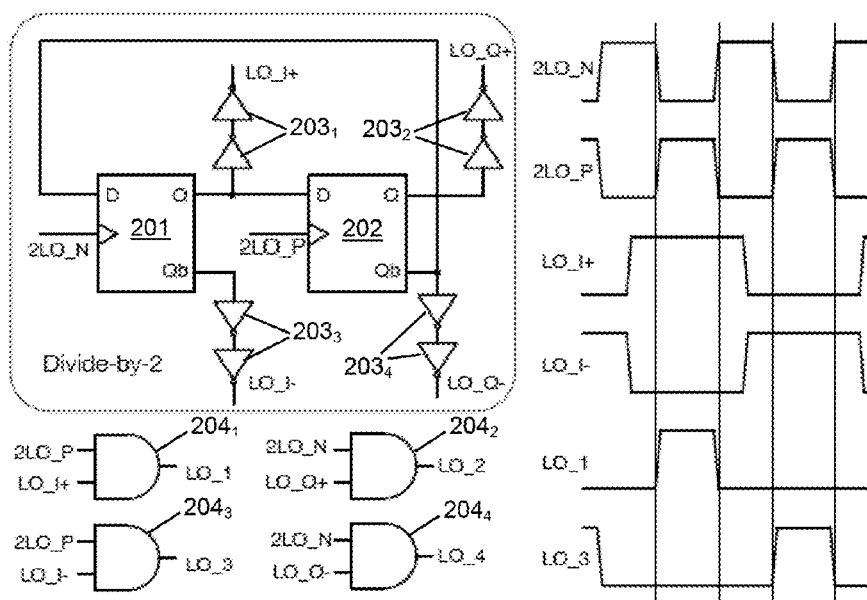 LO_I+
LO_Q+
203₁
203₂
D
Q
201
2LO_N
Qb
D
Q
202
2LO_P
Qb
203₃
203₄
Divide-by-2
LO_I-
LO_Q-
2LO_P
LO_I+
204₁
LO_1
2LO_N
LO_Q+
204₂
LO_2
2LO_P
LO_I-
204₃
LO_3
2LO_N
LO_Q-
204₄
LO_4
2LO_N
2LO_P
LO_I+
LO_I-
LO_1
LO_3